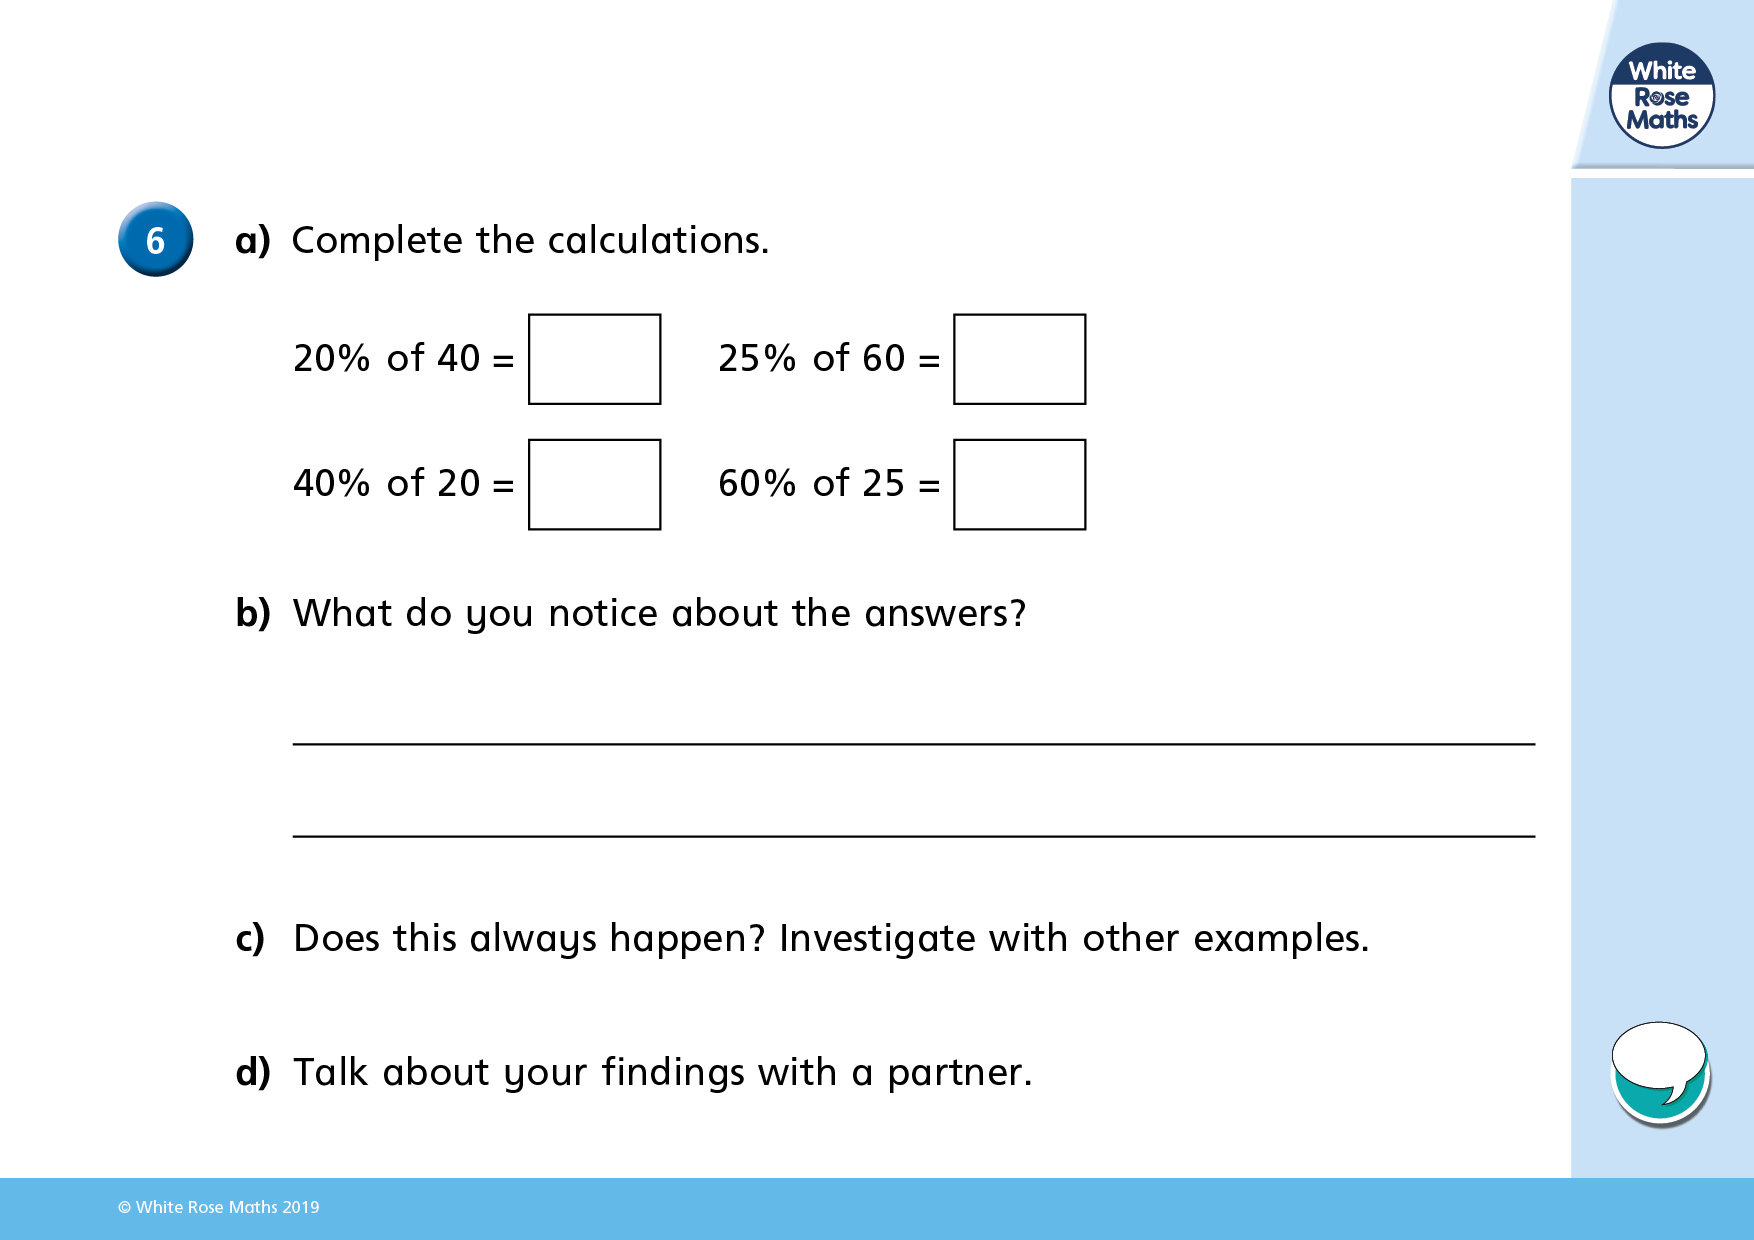 White
Rose
Maths
6 a) Complete the calculations.
20% of 40 = 25% of 60 =
40% of 20 = 60% of 25 =
b) What do you notice about the answers?
c) Does this always happen? Investigate with other examples.
d) Talk about your findings with a partner.
© White Rose Maths 2019